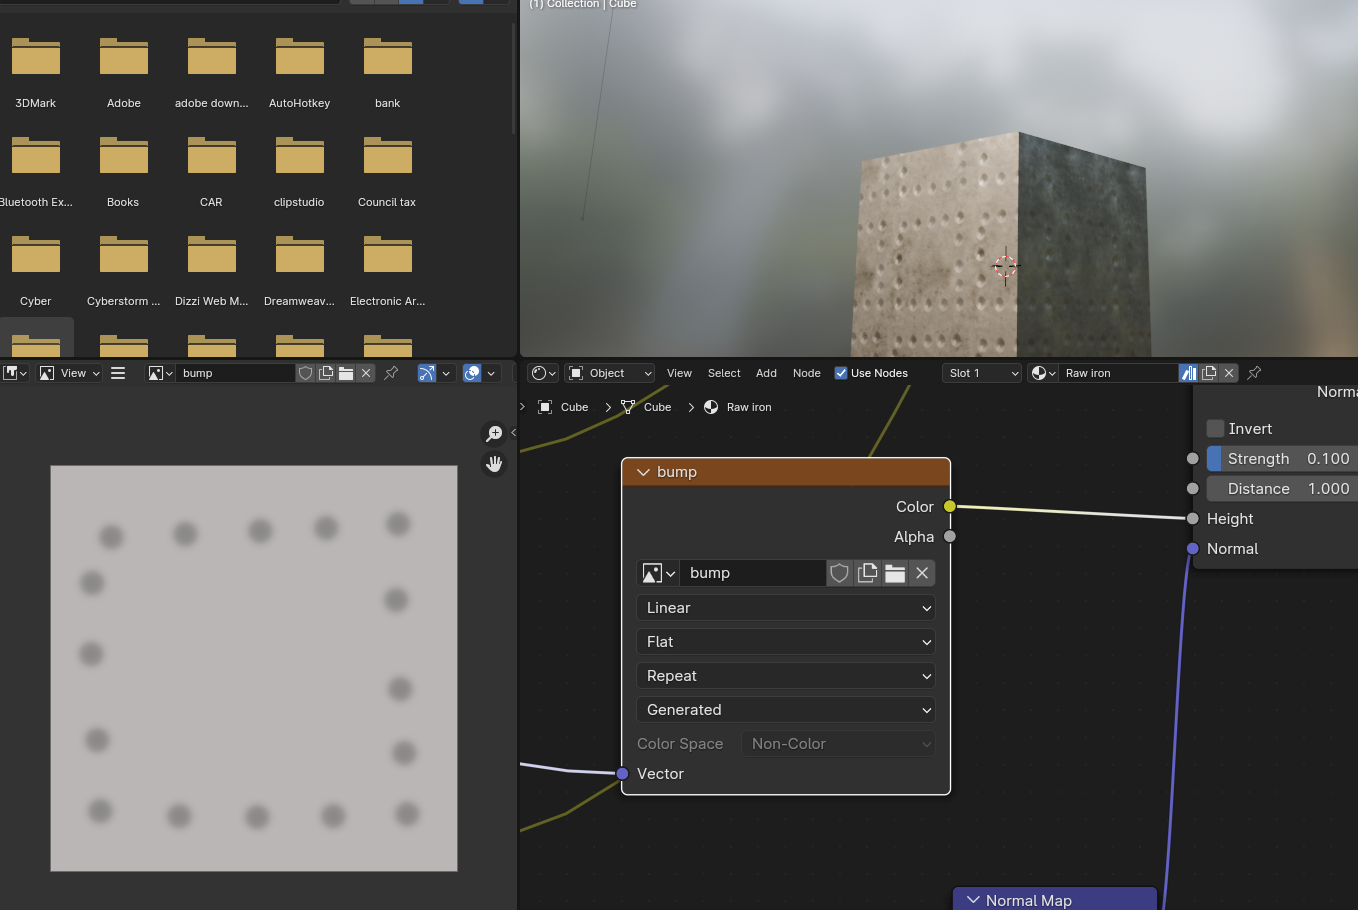 (1) Collection | Cube
3DMark
Adobe
adobe down...
AutoHotkey
bank
Bluetooth Ex...
Books
CAR
clipstudio
Council tax
Cyber
Cyberstorm ...
Dizzi Web M...
Dreamweav...
Electronic Ar...
View
bump
Object
View
Select
Add
Node
Use Nodes
Slot 1
Raw iron
Cube
Cube
Raw iron
Norma
Invert
Strength 0.100
Distance 1.000
Height
Normal
bump
Color
Alpha
bump
Linear
Flat
Repeat
Generated
Color Space Non-Color
Vector
Normal Map